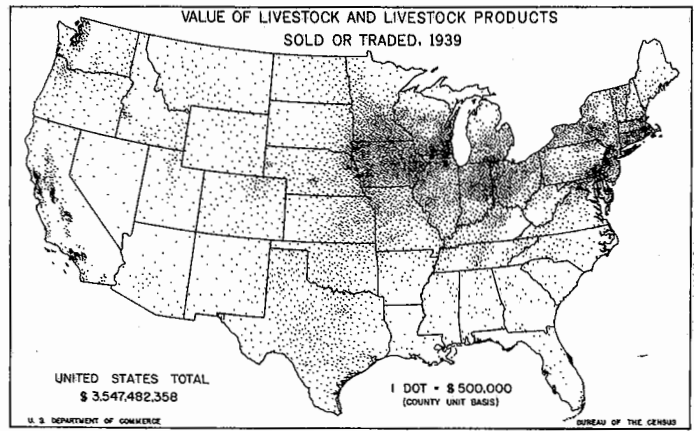 VALUE OF LIVESTOCK AND LIVESTOCK PRODUCTS
SOLD OR TRADED, 1939
UNITED STATES TOTAL
$ 3,547,482,358
1 DOT = $ 500,000
(COUNTY UNIT BASIS)
U. S. DEPARTMENT OF COMMERCE
BUREAU OF THE CENSUS